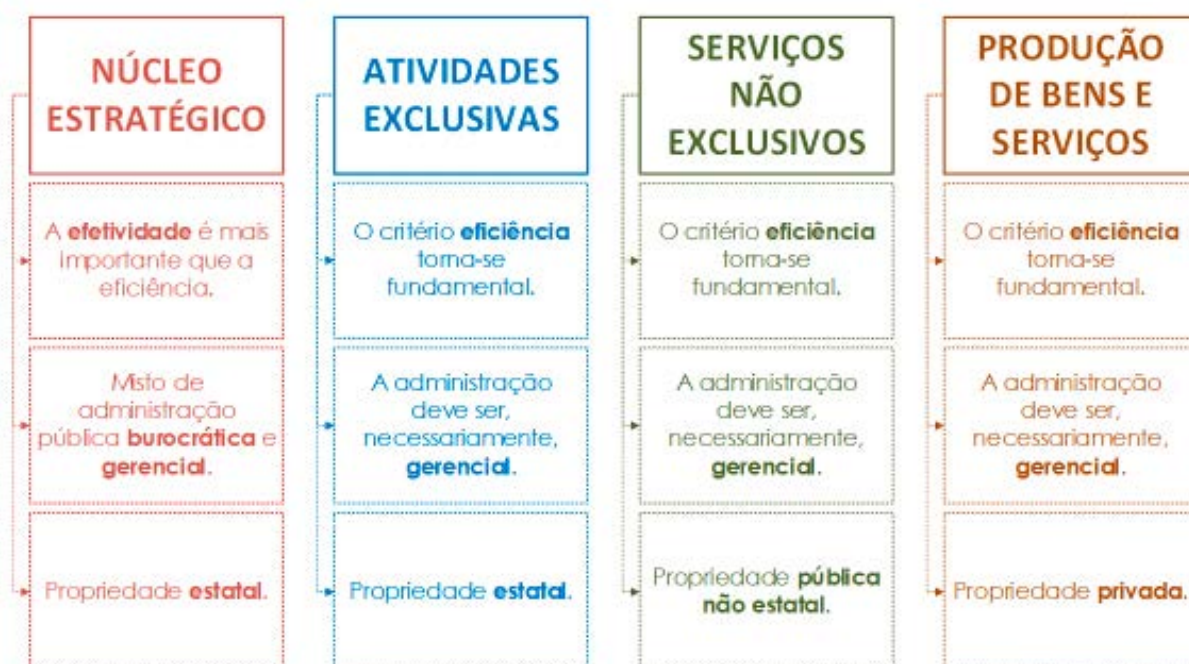 NÚCLEO
ESTRATÉGICO
A efetividade é mais
importante que a
eficiência.
Misto de
administração
pública burocrática e
gerencial.
Propriedade estatal.
ATIVIDADES
EXCLUSIVAS
O critério eficiência
torna-se
fundamental.
A administração
deve ser,
necessariamente,
gerencial.
Propriedade estatal.
SERVIÇOS
NÃO
EXCLUSIVOS
O critério eficiência
torna-se
fundamental.
A administração
deve ser,
necessariamente,
gerencial.
Propriedade pública
não estatal.
PRODUÇÃO
DE BENS E
SERVIÇOS
O critério eficiência
torna-se
fundamental.
A administração
deve ser,
necessariamente,
gerencial.
Propriedade privada.